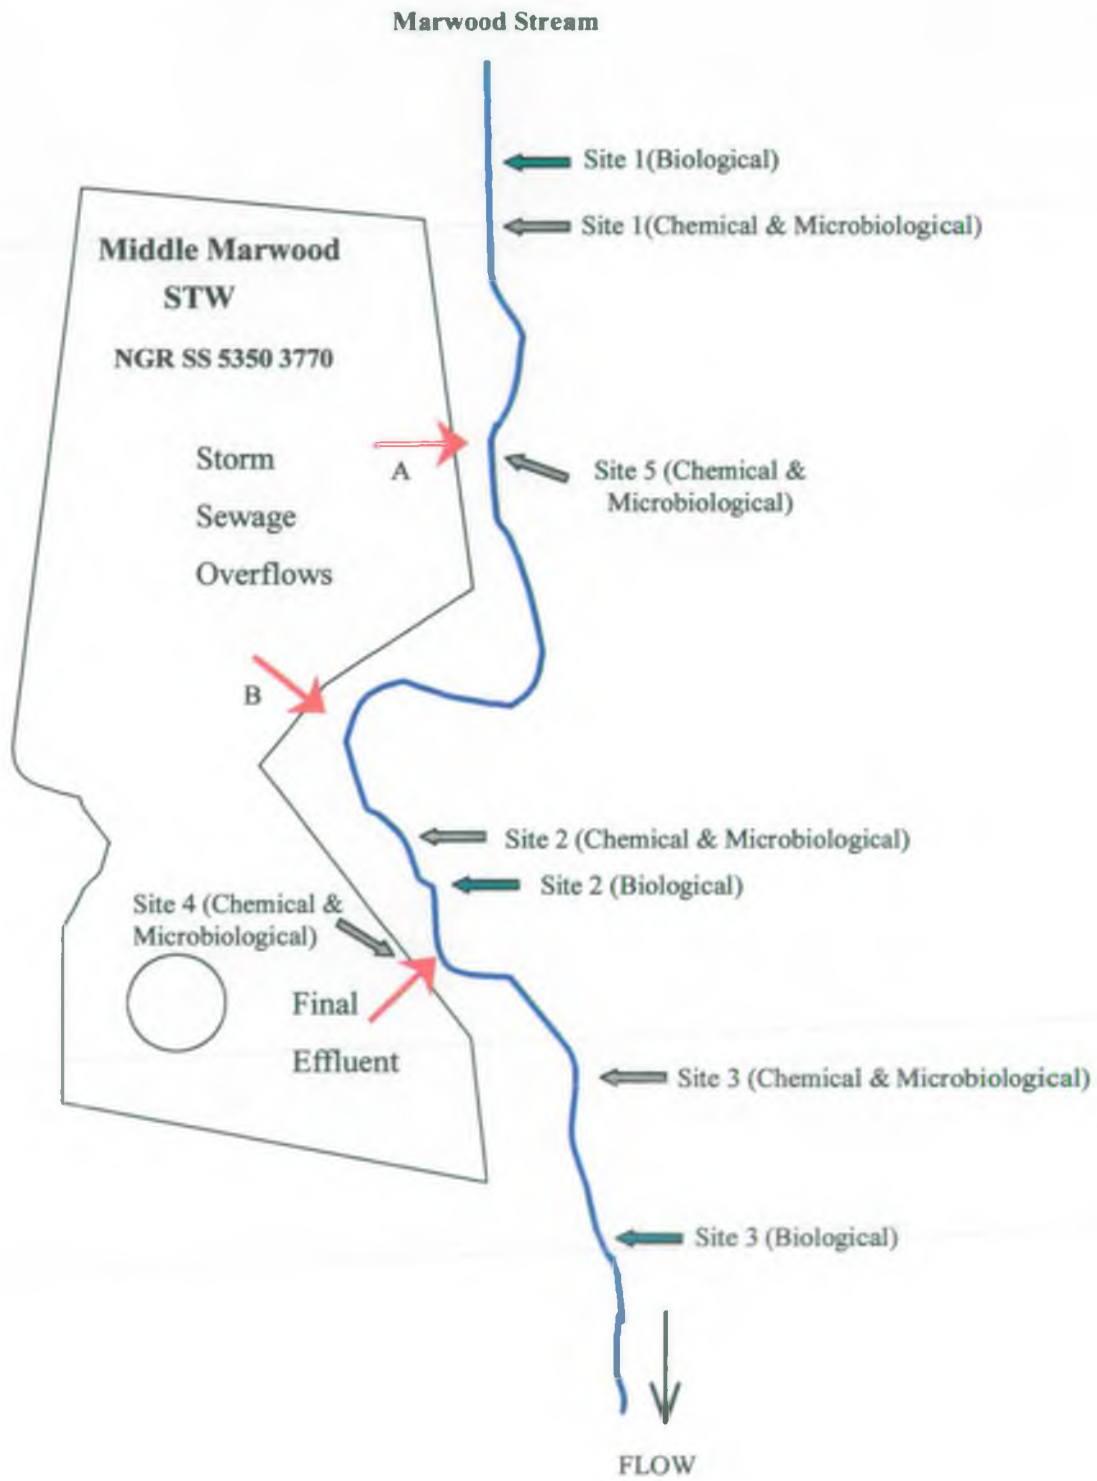 Marwood Stream
Site 1(Biological)
Site 1(Chemical & Microbiological)
Middle Marwood
STW
NGR SS 5350 3770
Storm
Sewage
Overflows
A
Site 5 (Chemical &
Microbiological)
B
Site 2 (Chemical & Microbiological)
Site 2 (Biological)
Site 4 (Chemical &
Microbiological)
Final
Effluent
Site 3 (Chemical & Microbiological)
Site 3 (Biological)
FLOW